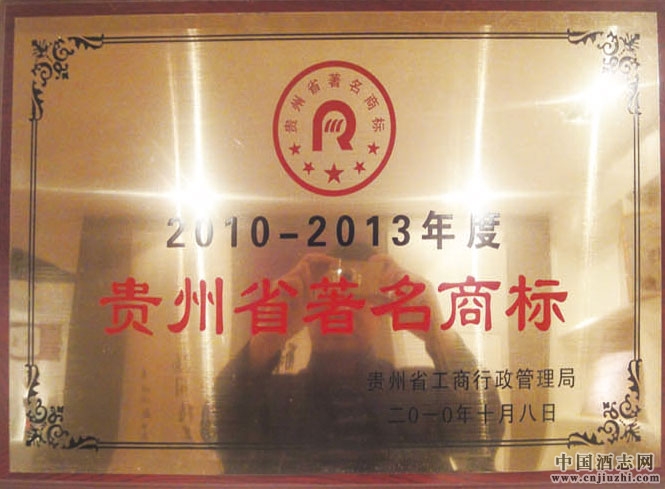 贵州省著名商标
R
2010-2013年度
贵州省著名商标
贵州省工商行政管理局
二〇一〇年十月八日
中国酒志网
www.cnjiuzhi.com